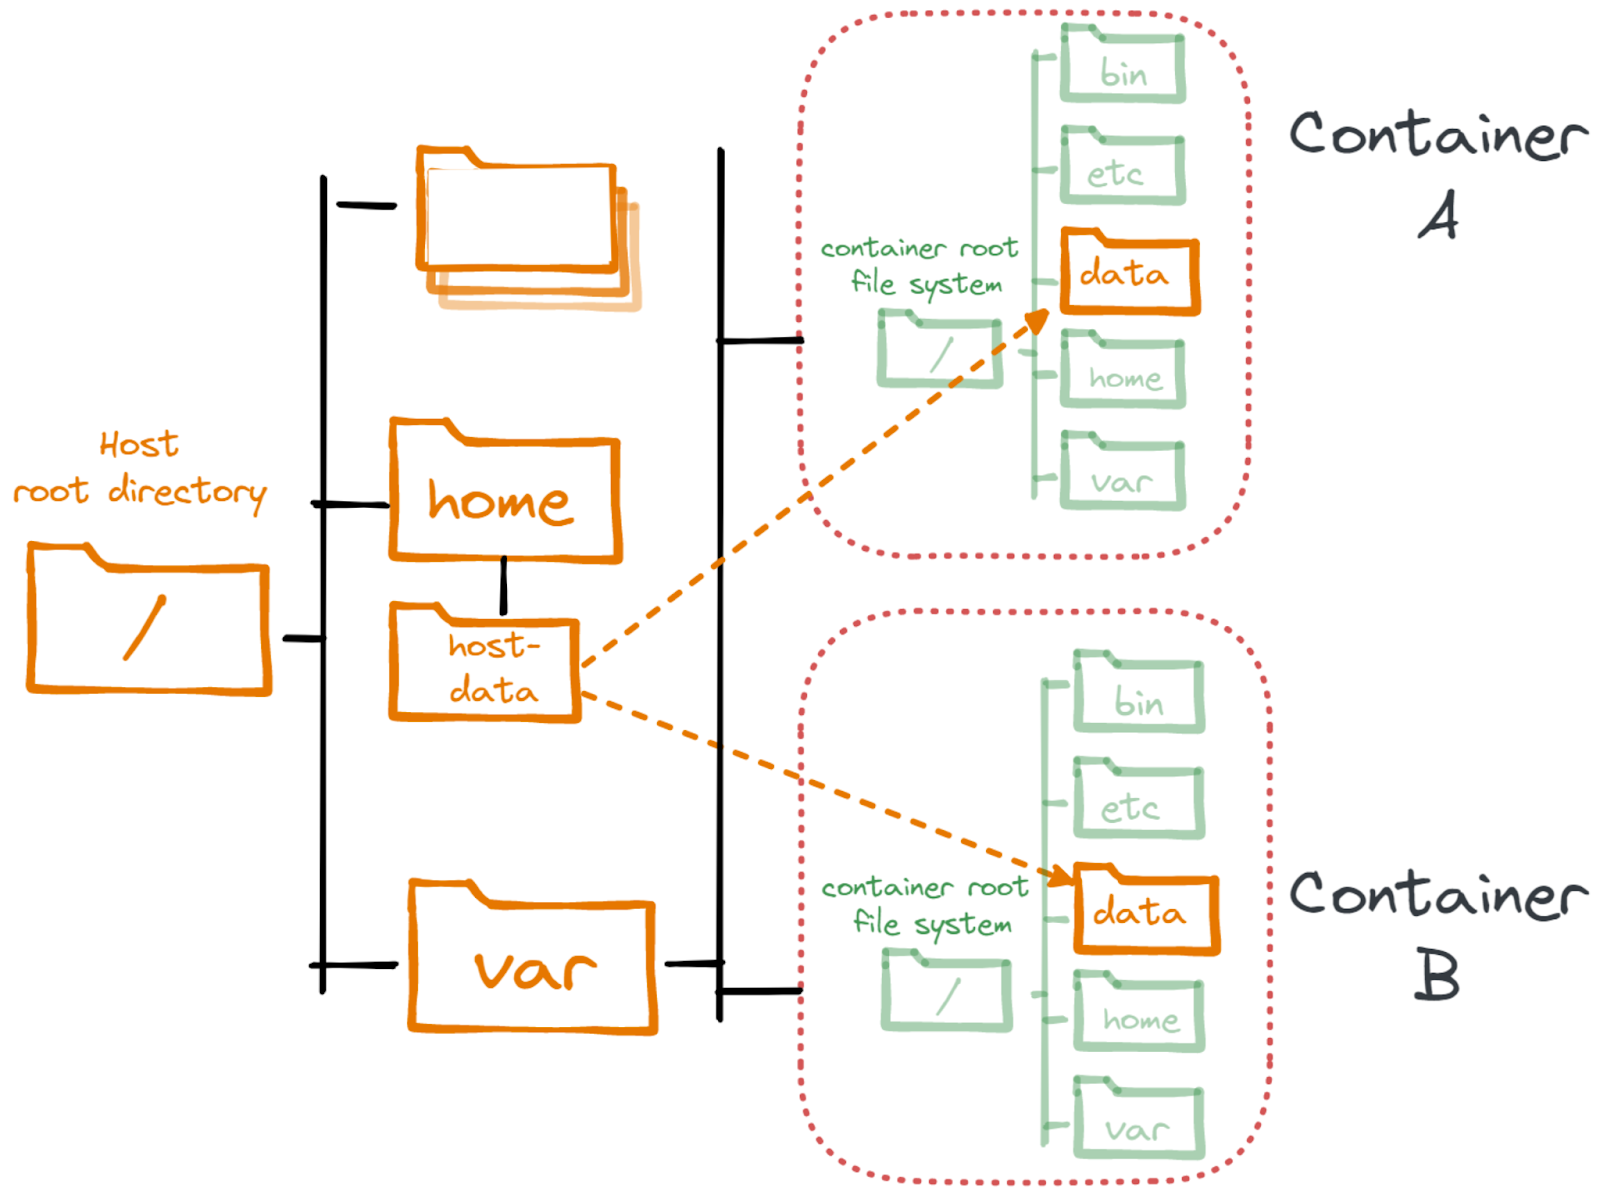 Host
root directory
/
home
host-
data
var
Container
A
container root
file system
/
bin
etc
data
home
var
Container
B
container root
file system
/
bin
etc
data
home
var